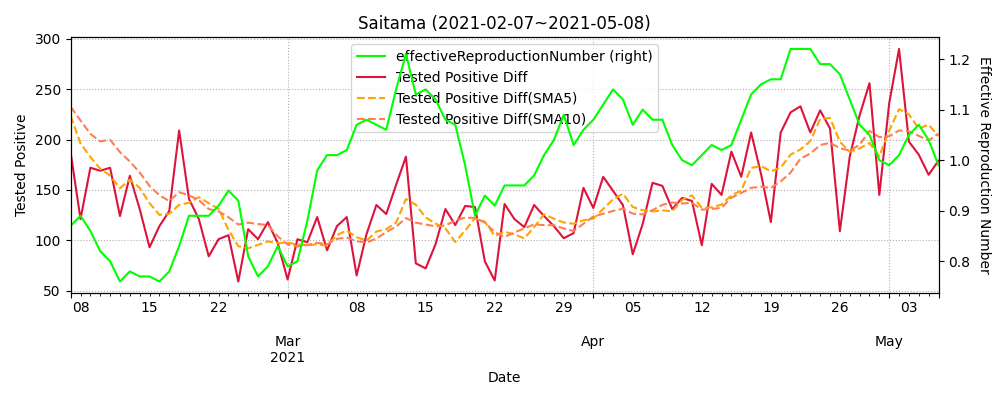 Saitama (2021-02-07~2021-05-08)
effectiveReproductionNumber (right)
Tested Positive Diff
Tested Positive Diff(SMA5)
Tested Positive Diff(SMA10)
300
250
200
150
100
50
Tested Positive
1.2
1.1
1.0
0.9
0.8
Effective Reproduction Number
08 15 22 08 15 22 29 05 12 19 26 03
Mar Apr May
2021
Date